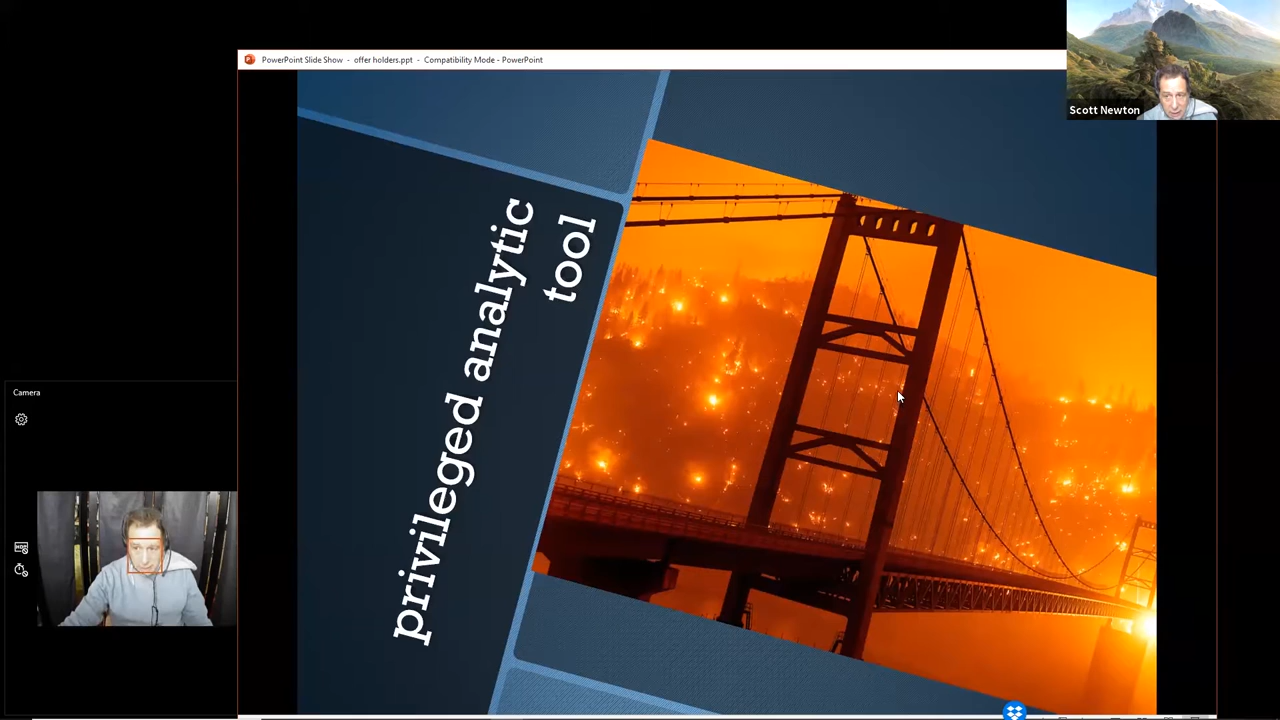 PowerPoint Slide Show - offer holders.ppt - Compatibility Mode - PowerPoint
Scott Newton
privileged analytic
tool
Camera